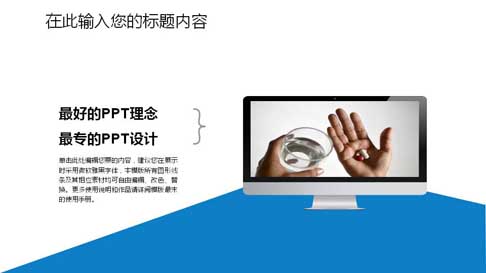 在此输入您的标题内容
最好的PPT理念
最专的PPT设计
单击此处编辑您要的内容，建议您在展示
时采用微软雅黑字体，本模版所有图形线
条及其相应素材均可自由编辑、改色、替
换。更多使用说明和作品请详阅模版最末
的使用手册。